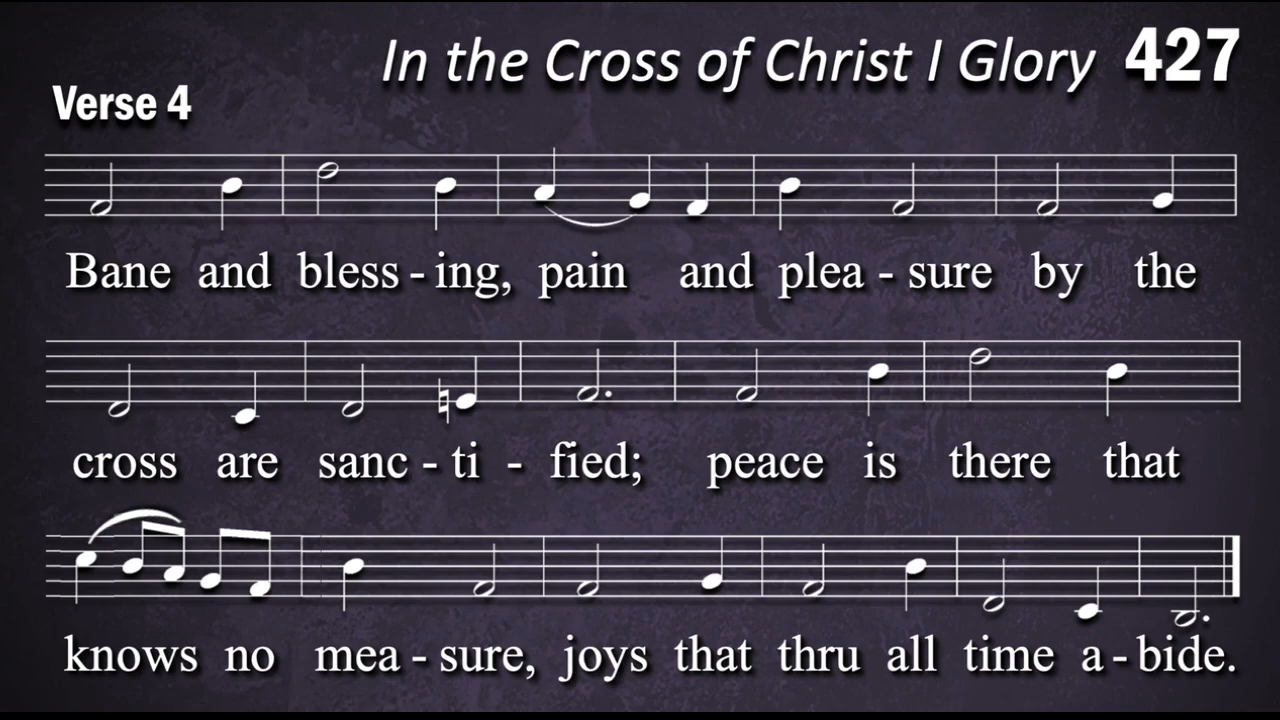 In the Cross of Christ I Glory 427
Verse 4
Bane and bless - ing, pain and plea - sure by the
cross are sanc - ti - fied; peace is there that
knows no mea - sure, joys that thru all time a - bide.